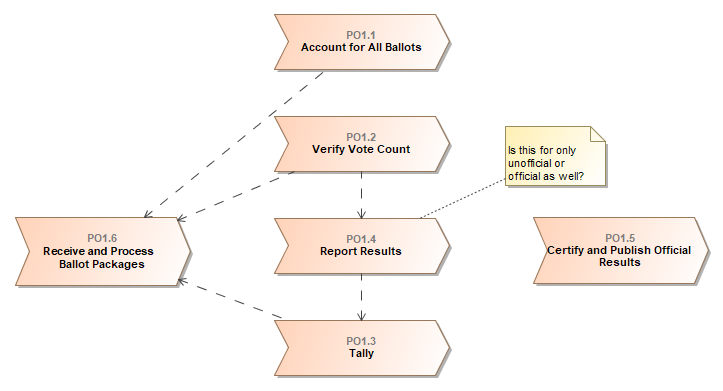 PO1.1
Account for All Ballots
PO1.2
Verify Vote Count
Is this for only
unofficial or
official as well?
PO1.6
Receive and Process
Ballot Packages
PO1.4
Report Results
PO1.5
Certify and Publish Official
Results
PO1.3
Tally